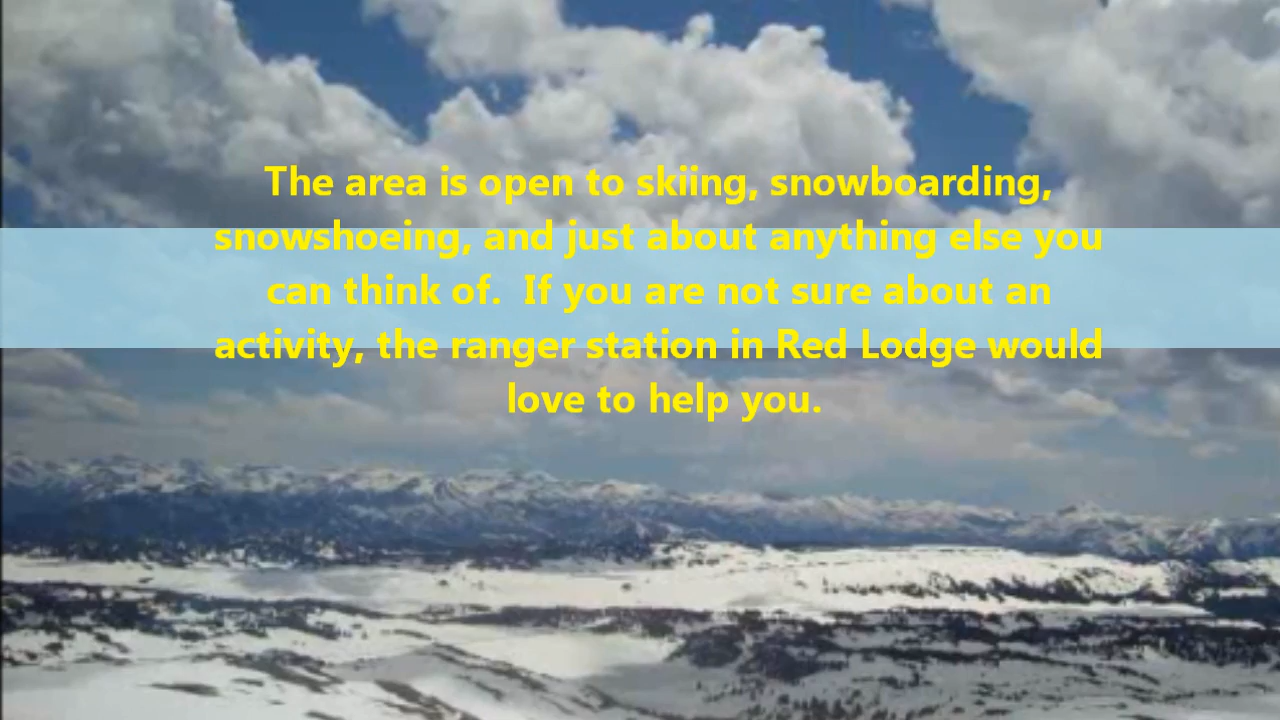 The area is open to skiing, snowboarding,
snowshoeing, and just about anything else you
can think of.  If you are not sure about an
activity, the ranger station in Red Lodge would
love to help you.